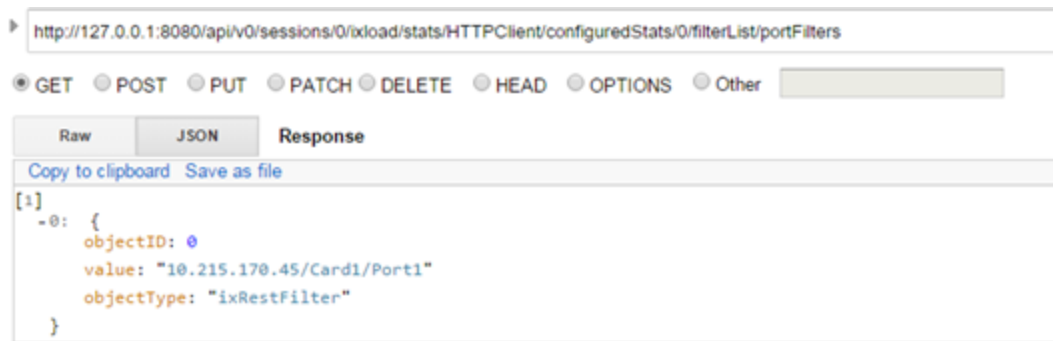 http://127.0.0.1:8080/api/v0/sessions/0/ixload/stats/HTTPClient/configuredStats/0/filterList/portFilters
GET POST PUT PATCH DELETE HEAD OPTIONS Other
Raw JSON Response
Copy to clipboard Save as file
[1]
-0: {
objectID: 0
value: "10.215.170.45/Card1/Port1"
objectType: "ixRestFilter"
}